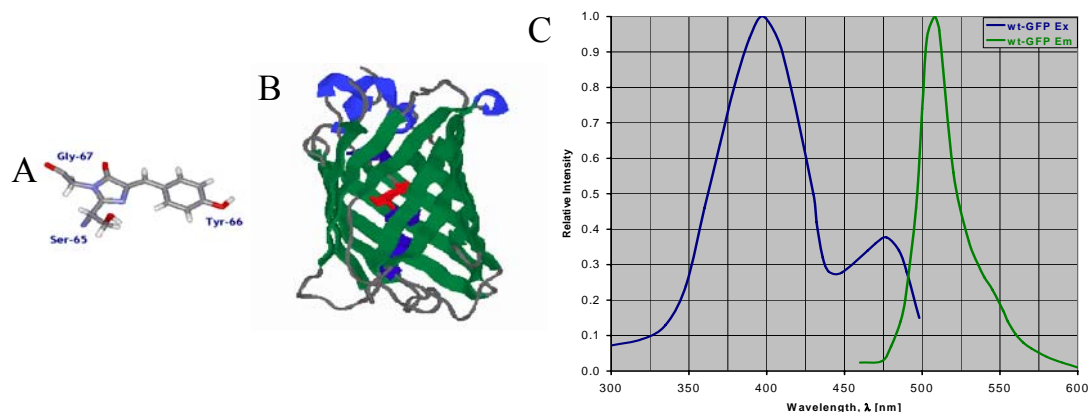 A
Gly-67
Ser-65
Tyr-66
B
C
wt-GFP Ex
wt-GFP Em
Relative Intensity
1.0
0.9
0.8
0.7
0.6
0.5
0.4
0.3
0.2
0.1
0.0
300 350 400 450 500 550 600
Wavelength, λ [nm]